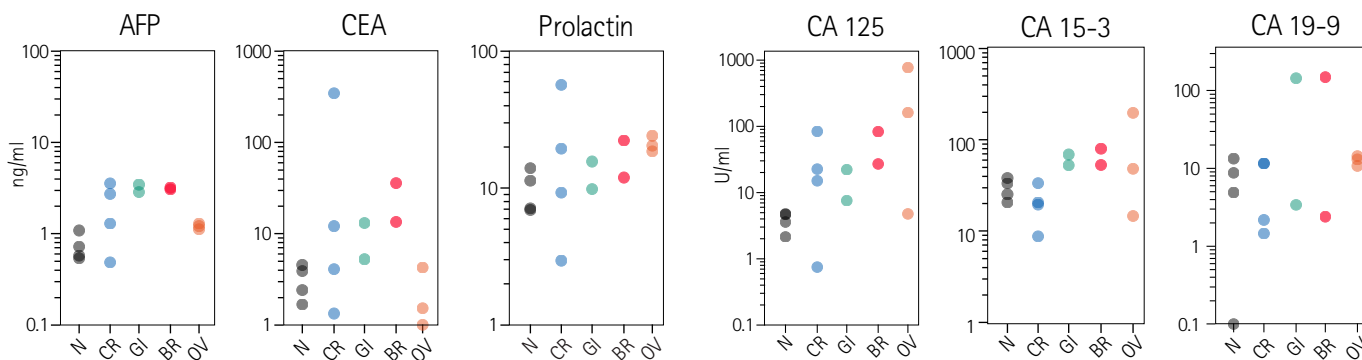 AFP
100
10
1
0.1
ng/ml
N CR GI BR OV
CEA
1000
100
10
1
N CR GI BR OV
Prolactin
100
10
1
N CR GI BR OV
CA 125
1000
100
10
1
0.1
U/ml
N CR GI BR OV
CA 15-3
1000
100
10
1
N CR GI BR OV
CA 19-9
100
10
1
0.1
N CR GI BR OV